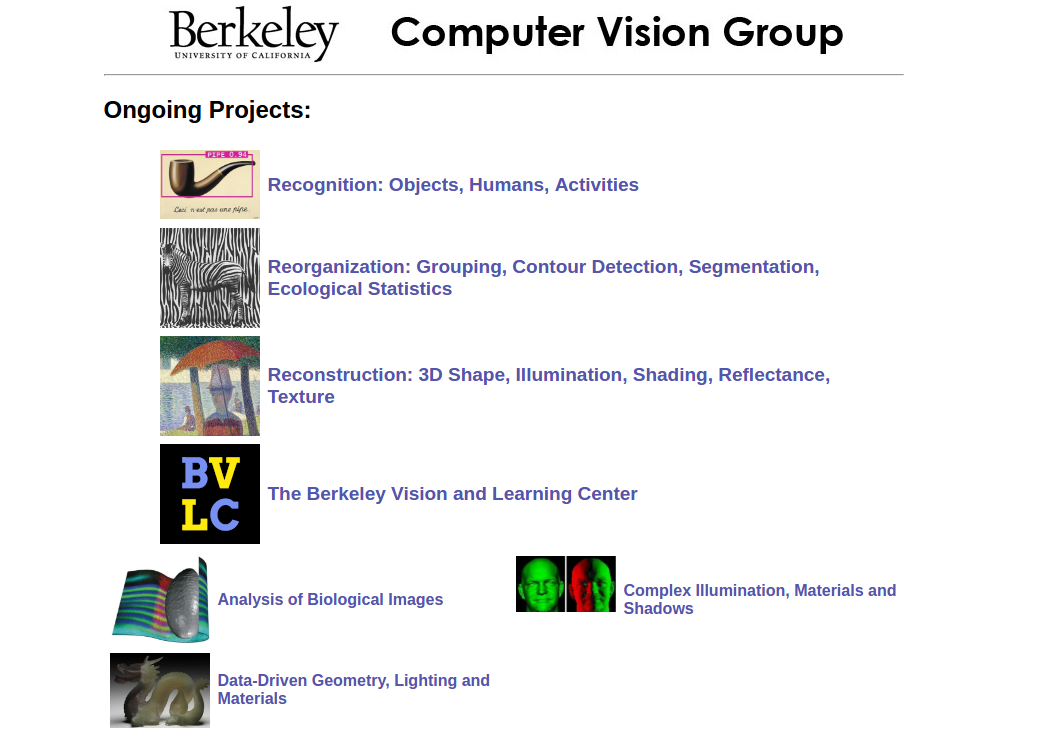 Berkeley
UNIVERSITY OF CALIFORNIA
Computer Vision Group
Ongoing Projects:
PIPE 0.94
Ceci n'est pas une pipe.
Recognition: Objects, Humans, Activities
Reorganization: Grouping, Contour Detection, Segmentation,
Ecological Statistics
Reconstruction: 3D Shape, Illumination, Shading, Reflectance,
Texture
BV
LC
The Berkeley Vision and Learning Center
Analysis of Biological Images
Complex Illumination, Materials and
Shadows
Data-Driven Geometry, Lighting and
Materials